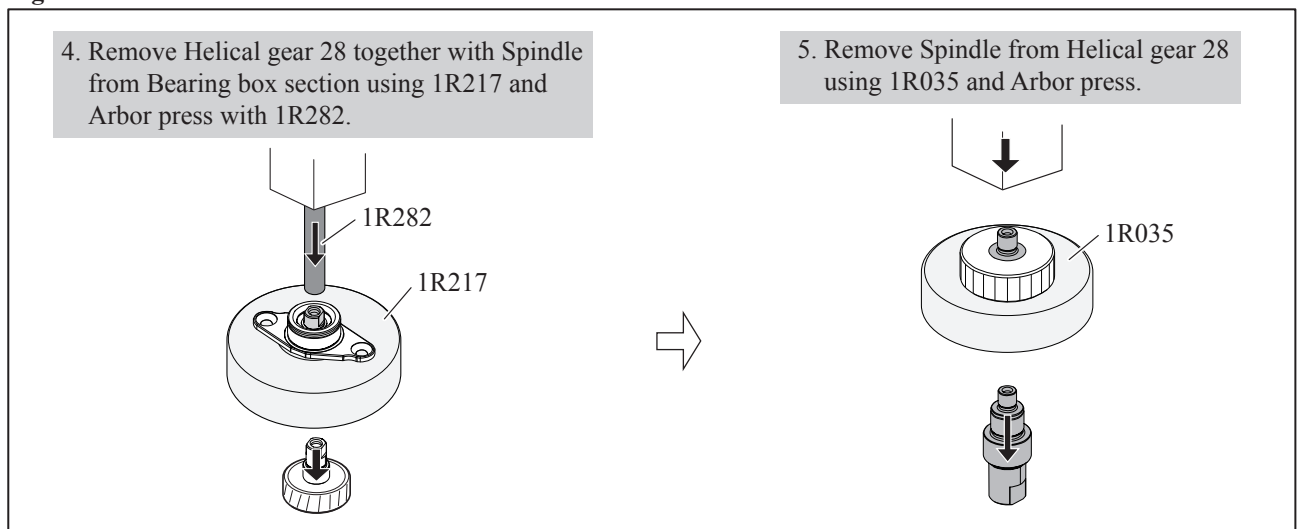 4. Remove Helical gear 28 together with Spindle
from Bearing box section using 1R217 and
Arbor press with 1R282.
1R282
1R217
5. Remove Spindle from Helical gear 28
using 1R035 and Arbor press.
1R035